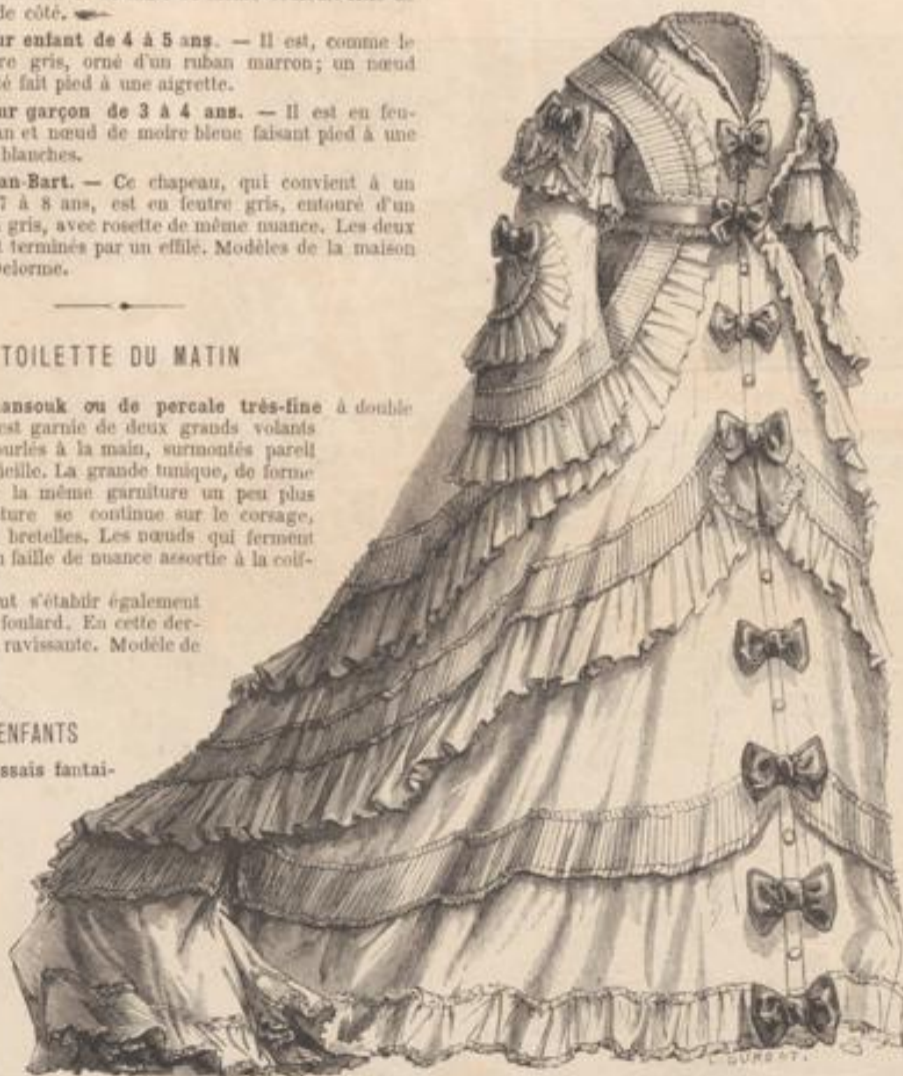 de côté.
ur enfant de 4 à 5 ans. — Il est, comme le
re gris, orné d'un ruban marron; un nœud
é fait pied à une aigrette.
ur garçon de 3 à 4 ans. — Il est en feu-
an et nœud de moire bleue faisant pied à une
blanches.
an-Bart. — Ce chapeau, qui convient à un
7 à 8 ans, est en feutre gris, entouré d'un
gris, avec rosette de même nuance. Les deux
t terminés par un effilé. Modèles de la maison
Delorme.
TOILETTE DU MATIN
ansouk ou de percale très-fine à double
est garnie de deux grands volants
ourlés à la main, surmontés pareil
ieille. La grande tunique, de forme
la même garniture un peu plus
ture se continue sur le corsage,
bretelles. Les nœuds qui ferment
n faille de nuance assortie à la coif-
ut s'établir également
foulard. En cette der-
ravissante. Modèle de
ENFANTS
ssais fantai-